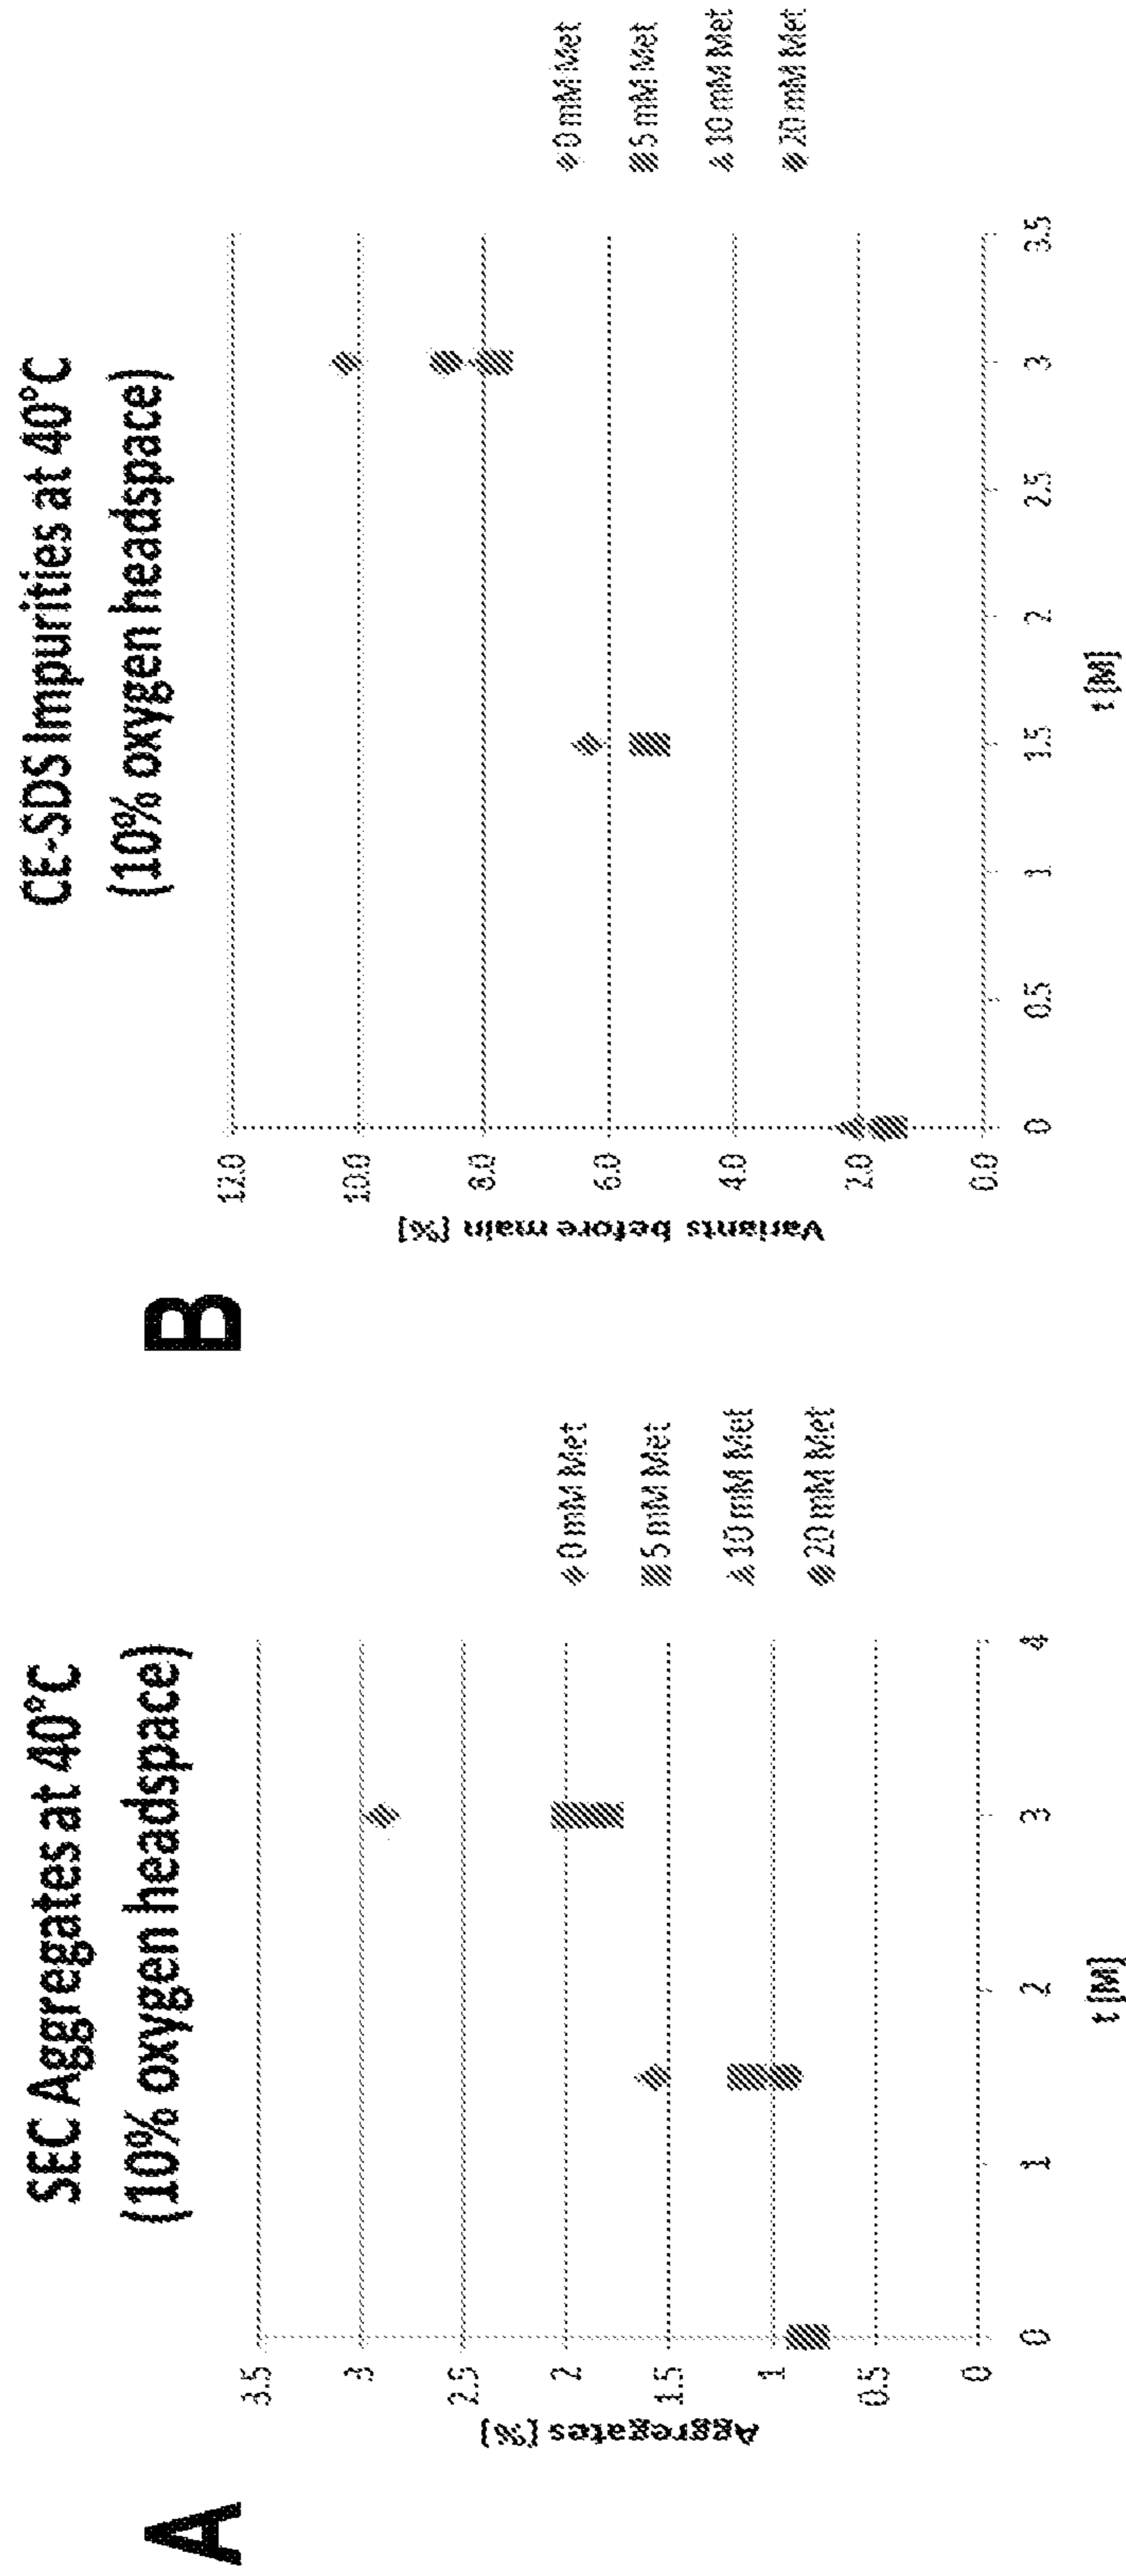 A
SEC Aggregates at 40°C
(10% oxygen headspace)
Aggregates [%]
3.5
3
2.5
2
1.5
1
0.5
0
0
1
2
3
4
t [M]
0 mM Met
5 mM Met
10 mM Met
20 mM Met
B
CE-SDS Impurities at 40°C
(10% oxygen headspace)
Variants before main [%]
12.0
10.0
8.0
6.0
4.0
2.0
0.0
0
0.5
1
1.5
2
2.5
3
3.5
t [M]
0 mM Met
5 mM Met
10 mM Met
20 mM Met